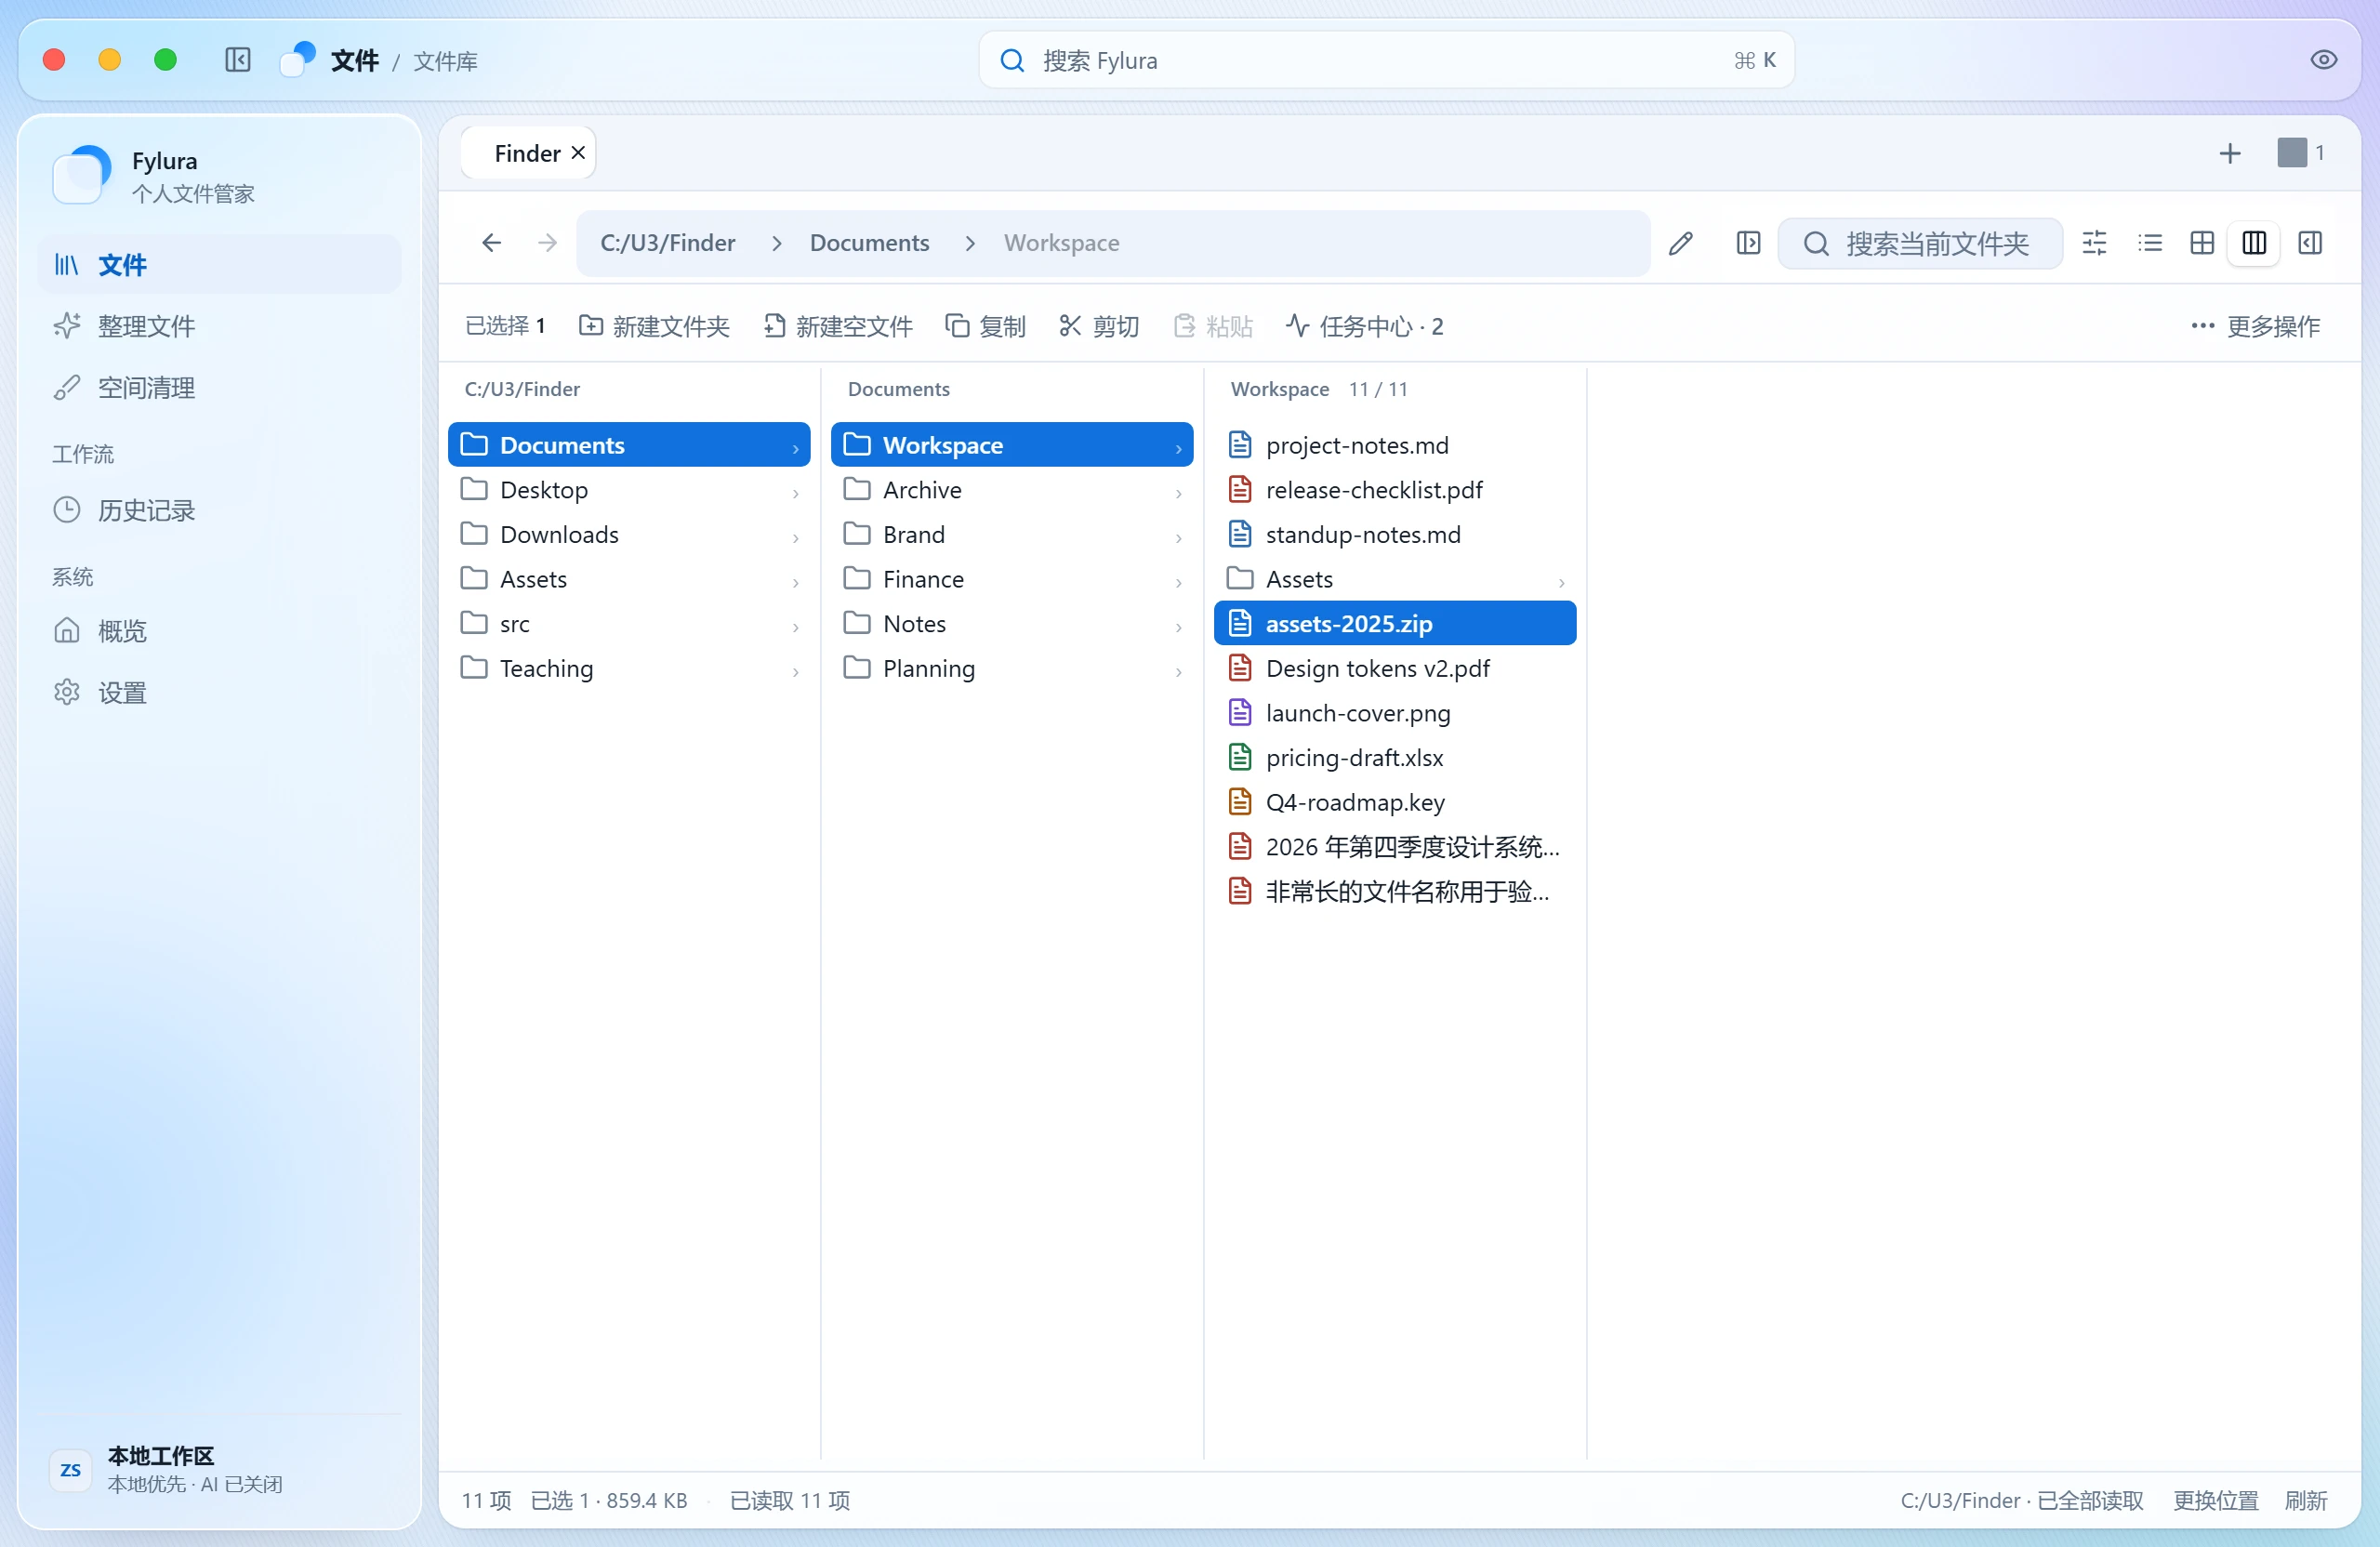 文件 / 文件库
搜索 Fylura
⌘ K
Fylura
个人文件管家
文件
整理文件
空间清理
工作流
历史记录
系统
概览
设置
ZS
本地工作区
本地优先 · AI 已关闭
Finder
1
C:/U3/Finder › Documents › Workspace
搜索当前文件夹
已选择 1
新建文件夹
新建空文件
复制
剪切
粘贴
任务中心 · 2
更多操作
C:/U3/Finder
Documents
Desktop
Downloads
Assets
src
Teaching
Documents
Workspace
Archive
Brand
Finance
Notes
Planning
Workspace 11 / 11
project-notes.md
release-checklist.pdf
standup-notes.md
Assets
assets-2025.zip
Design tokens v2.pdf
launch-cover.png
pricing-draft.xlsx
Q4-roadmap.key
2026 年第四季度设计系统...
非常长的文件名称用于验...
11 项 已选 1 · 859.4 KB · 已读取 11 项
C:/U3/Finder · 已全部读取
更换位置
刷新